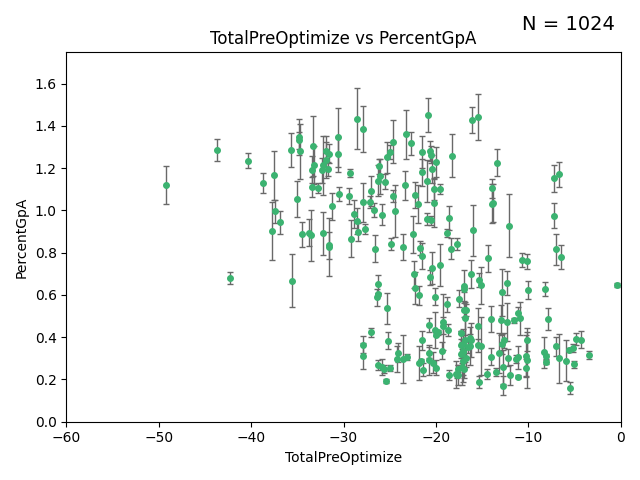 N = 1024
TotalPreOptimize vs PercentGpA
PercentGpA
1.6
1.4
1.2
1.0
0.8
0.6
0.4
0.2
0.0
−60 −50 −40 −30 −20 −10 0
TotalPreOptimize